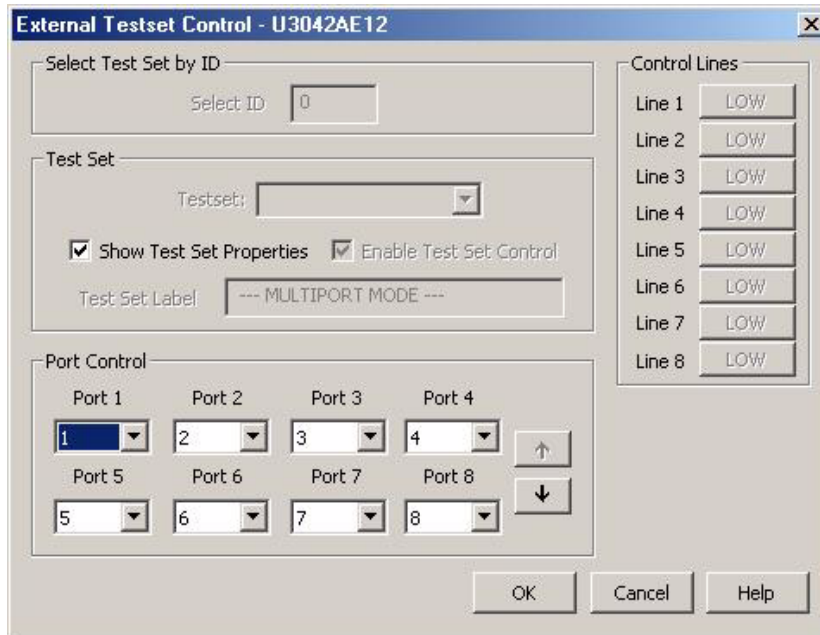 External Testset Control - U3042AE12
Select Test Set by ID
Select ID 0
Test Set
Testset:
Show Test Set Properties Enable Test Set Control
Test Set Label --- MULTIPORT MODE ---
Port Control
Port 1 Port 2 Port 3 Port 4
1 2 3 4
Port 5 Port 6 Port 7 Port 8
5 6 7 8
Control Lines
Line 1 LOW
Line 2 LOW
Line 3 LOW
Line 4 LOW
Line 5 LOW
Line 6 LOW
Line 7 LOW
Line 8 LOW
OK Cancel Help